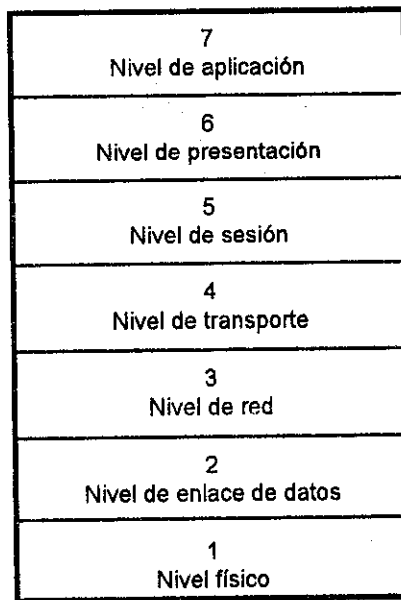 7
Nivel de aplicación
6
Nivel de presentación
5
Nivel de sesión
4
Nivel de transporte
3
Nivel de red
2
Nivel de enlace de datos
1
Nivel físico